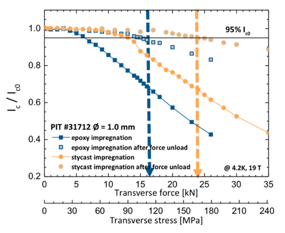 1.0
95% Ic0
0.8
Ic / Ic0
0.6
0.4
PIT #31712 Ø = 1.0 mm
epoxy impregnation
epoxy impregnation after force unload
stycast impregnation
stycast impregnation after force unload
@ 4.2K, 19 T
0.2
0 5 10 15 20 25 30 35
Transverse force [kN]
0 30 60 90 120 150 180 210 240
Transverse stress [MPa]